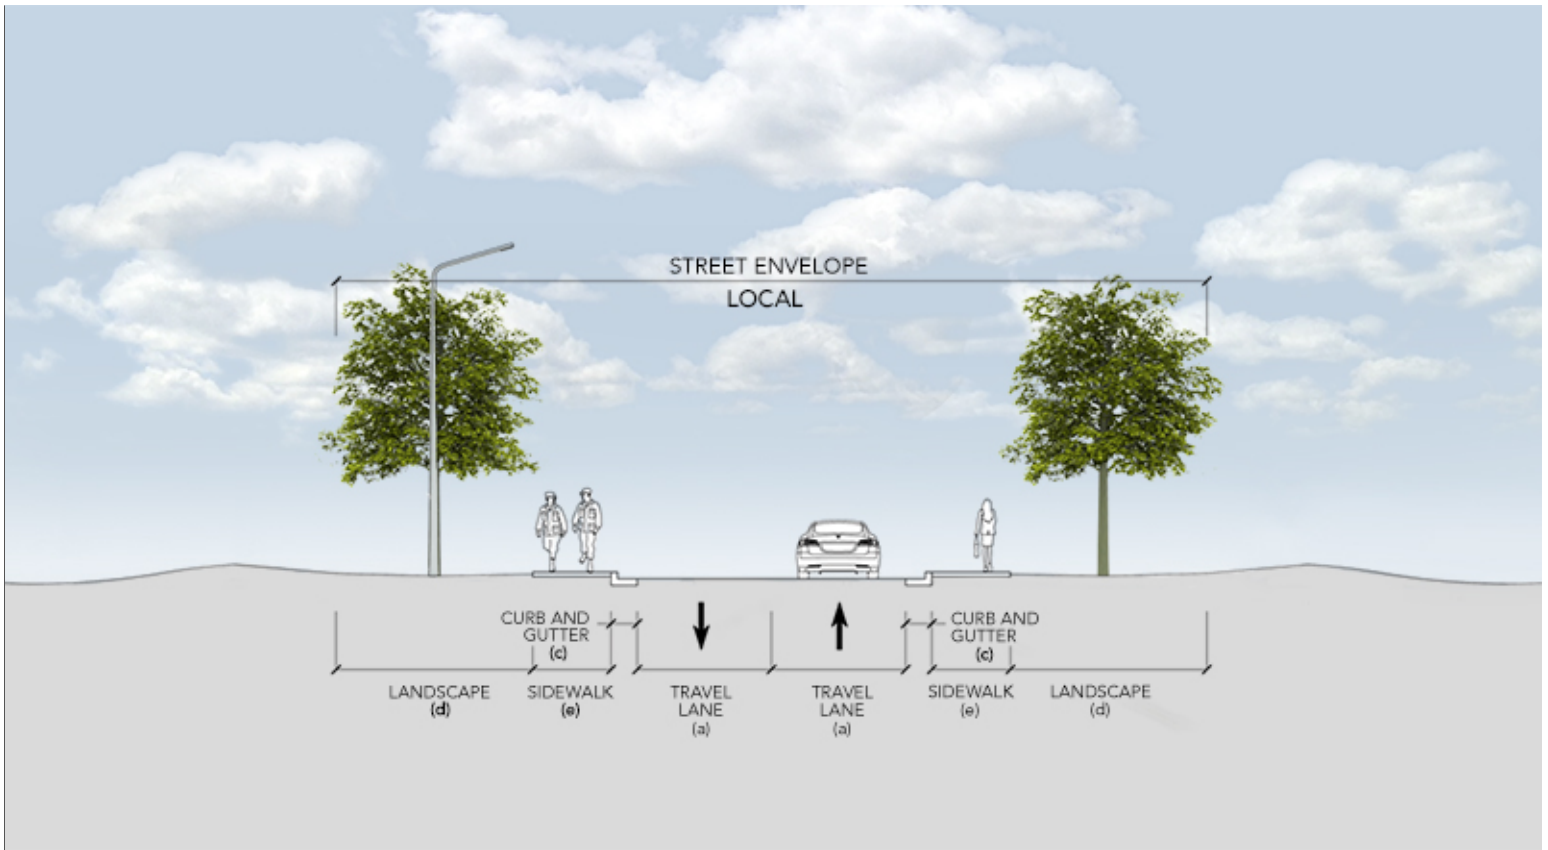 STREET ENVELOPE
LOCAL
CURB AND
GUTTER
(c)
CURB AND
GUTTER
(c)
LANDSCAPE
(d)
SIDEWALK
(e)
TRAVEL
LANE
(a)
TRAVEL
LANE
(a)
SIDEWALK
(e)
LANDSCAPE
(d)